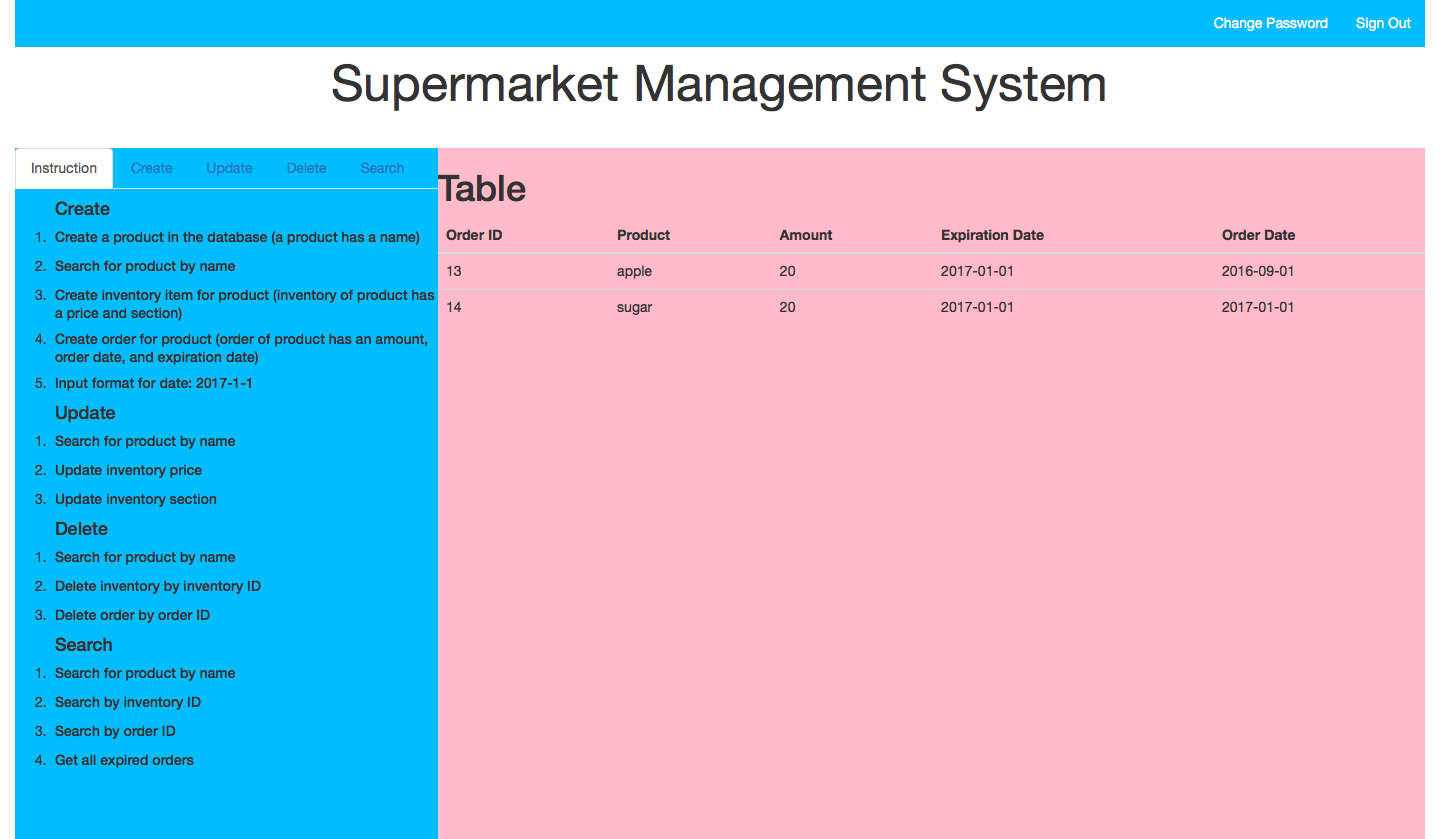 Change Password Sign Out
Supermarket Management System
Instruction Create Update Delete Search
Create
1. Create a product in the database (a product has a name)
2. Search for product by name
3. Create inventory item for product (inventory of product has
a price and section)
4. Create order for product (order of product has an amount,
order date, and expiration date)
5. Input format for date: 2017-1-1
Update
1. Search for product by name
2. Update inventory price
3. Update inventory section
Delete
1. Search for product by name
2. Delete inventory by inventory ID
3. Delete order by order ID
Search
1. Search for product by name
2. Search by inventory ID
3. Search by order ID
4. Get all expired orders
Table
Order ID Product Amount Expiration Date Order Date
13 apple 20 2017-01-01 2016-09-01
14 sugar 20 2017-01-01 2017-01-01